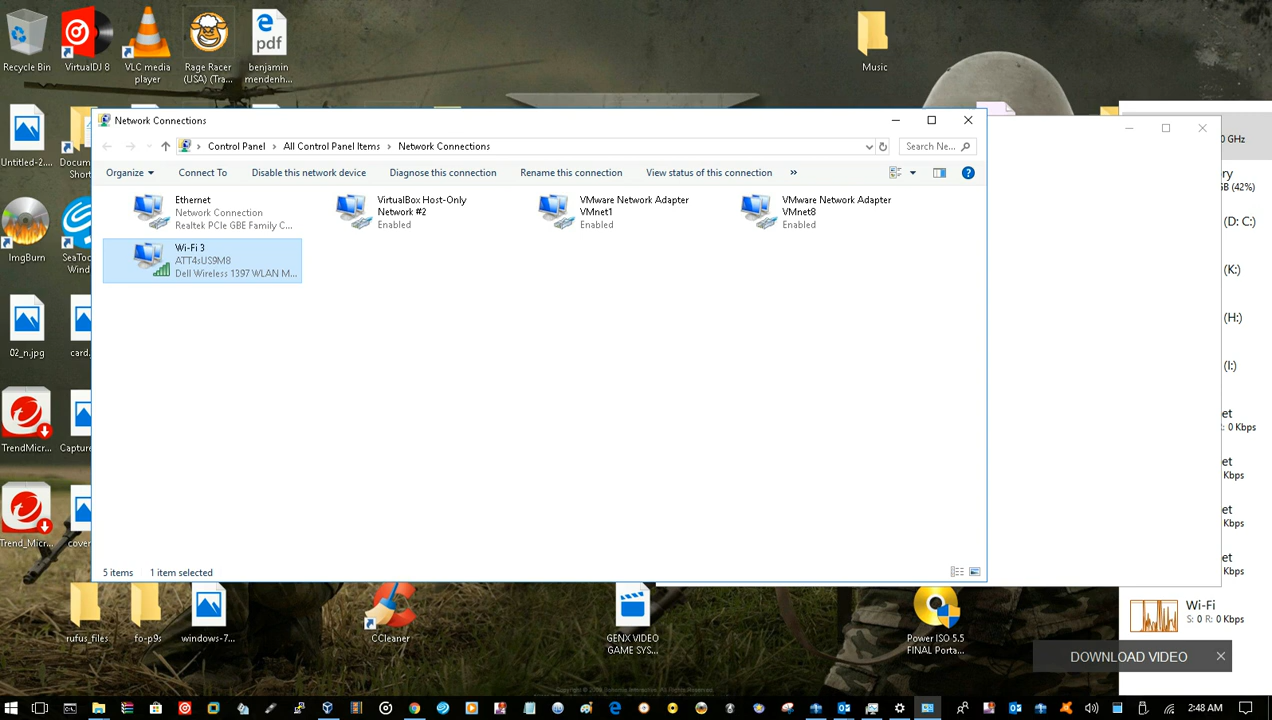 Recycle Bin
VirtualDJ 8
VLC media
player
Rage Racer
(USA) (Tra...
pdf
benjamin
mendenh...
Music
Untitled-2....
Docum
Short
ImgBurn
SeaToo
Wind
02_n.jpg
card.
TrendMicr...
Capture
Trend_Micr...
cover
Network Connections
Control Panel
All Control Panel Items
Network Connections
Search Ne...
Organize
Connect To
Disable this network device
Diagnose this connection
Rename this connection
View status of this connection
»
Ethernet
Network Connection
Realtek PCIe GBE Family C...
VirtualBox Host-Only
Network #2
Enabled
VMware Network Adapter
VMnet1
Enabled
VMware Network Adapter
VMnet8
Enabled
Wi-Fi 3
ATT4sUS9M8
Dell Wireless 1397 WLAN M...
5 items
1 item selected
0 GHz
ry
GB (42%)
(D: C:)
(K:)
(H:)
(I:)
et
: 0 Kbps
et
Kbps
et
Kbps
et
Kbps
Wi-Fi
S: 0 R: 0 Kbps
rufus_files
fo-p9s
windows-7...
CCleaner
GENX VIDEO
GAME SYS...
Power ISO 5.5
FINAL Porta...
DOWNLOAD VIDEO
2:48 AM